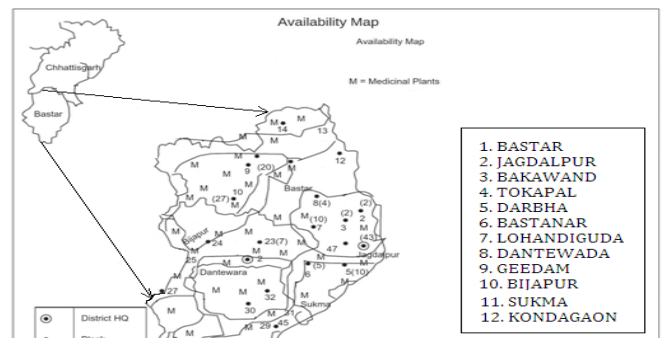 Availability Map
Availability Map
M = Medicinal Plants
Chhattisgarh
Bastar
M M
14
M
M
13
12
M
M
M
9
(20)
M
M
M
10
(27)
M
M
Bastar
8(4)
(2)
2
(2)
3
M (10)
7
M
(43)
47
Jagdalpur
M
M
Bijapur
24
M
23(7)
M
M
M
25
M
2
Dantewara
(5)
6
M
5(10)
M
M
27
M
M
M
32
M
30
Sukma
M
M
M
M
29
45
31
District HQ
1. BASTAR
2. JAGDALPUR
3. BAKAWAND
4. TOKAPAL
5. DARBHA
6. BASTANAR
7. LOHANDIGUDA
8. DANTEWADA
9. GEEDAM
10. BIJAPUR
11. SUKMA
12. KONDAGAON